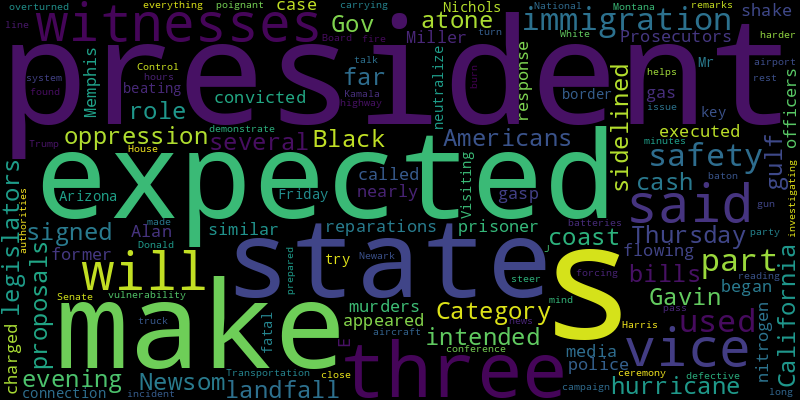 overturned everything poignant carrying National Montana remarks
witnesses Gov Nichols case immigration shake
line atone Miller White Prosecutors harder
president
Board fire turn
Memphis system Control hours beating far talk Kamala highway neutralize response border Mr gas key airport rest
found role convicted burn helps issue officers
Trump demonstrate
oppression several Black Americans sidelined executed
House called safety minutes gulf
expected
Arizona Friday nearly Visiting gasp cash baton investigating
authorities made similar reparations prisoner said gun
legislators signed Alan batteries party
former Donald state J coast Thursday
proposals will prepared try Newark steer s flowing part
vulnerability mind forcing bills began reading
Senate make murders Category Gavin pass California
charged truck fatal appeared E intended Harris used nitrogen
aircraft news media vice
evening Transportation close three conference police
connection Newsom incident landfall ceremony campaign hurricane defective long